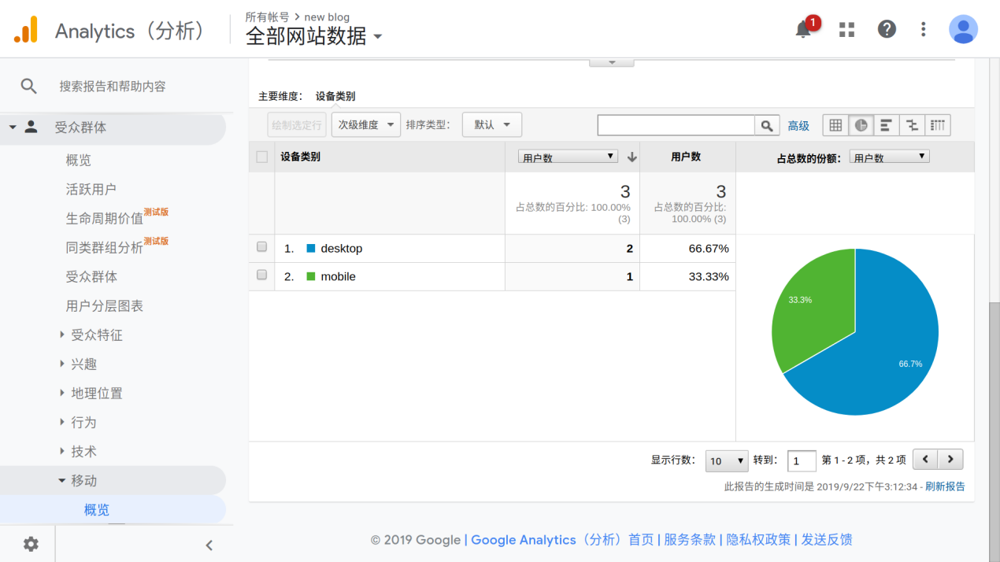 Analytics（分析）
所有帐号 > new blog
全部网站数据
1
搜索报告和帮助内容
受众群体
概览
活跃用户
生命周期价值测试版
同类群组分析测试版
受众群体
用户分层图表
受众特征
兴趣
地理位置
行为
技术
移动
概览
主要维度： 设备类别
绘制选定行 次级维度 排序类型： 默认 高级
设备类别 用户数 用户数 占总数的份额： 用户数
3 3
占总数的百分比: 100.00% 占总数的百分比:
(3) 100.00% (3)
1. desktop 2 66.67%
2. mobile 1 33.33%
33.3%
66.7%
显示行数： 10 转到： 1 第 1 - 2 项，共 2 项
此报告的生成时间是 2019/9/22下午3:12:34 - 刷新报告
© 2019 Google | Google Analytics（分析）首页 | 服务条款 | 隐私权政策 | 发送反馈